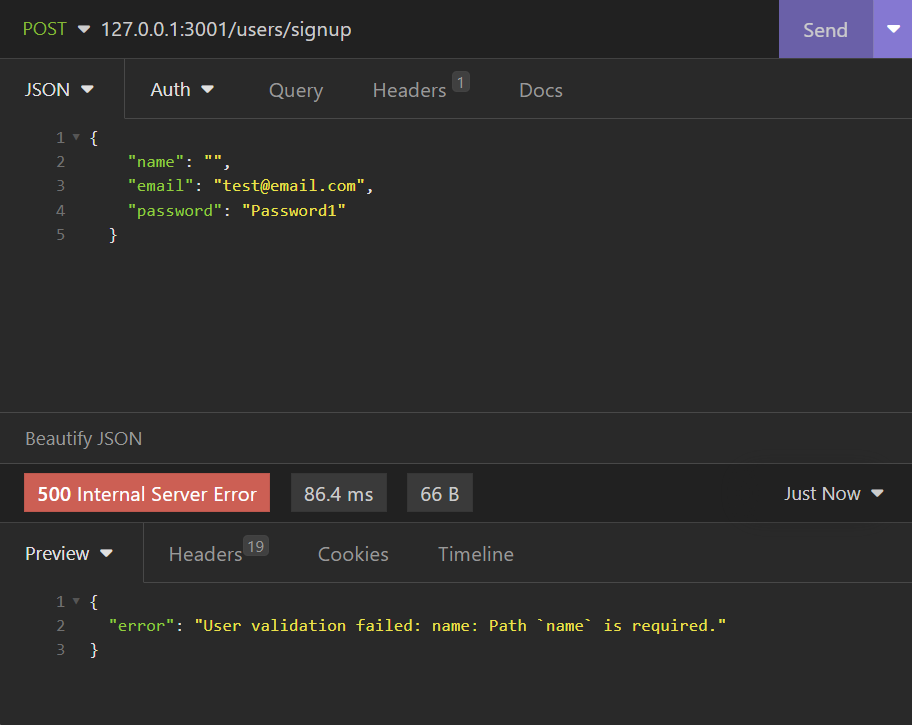 POST 127.0.0.1:3001/users/signup Send
JSON Auth Query Headers 1 Docs
1 {
2 "name": "",
3 "email": "test@email.com",
4 "password": "Password1"
5 }
Beautify JSON
500 Internal Server Error 86.4 ms 66 B Just Now
Preview Headers 19 Cookies Timeline
1 {
2 "error": "User validation failed: name: Path `name` is required."
3 }